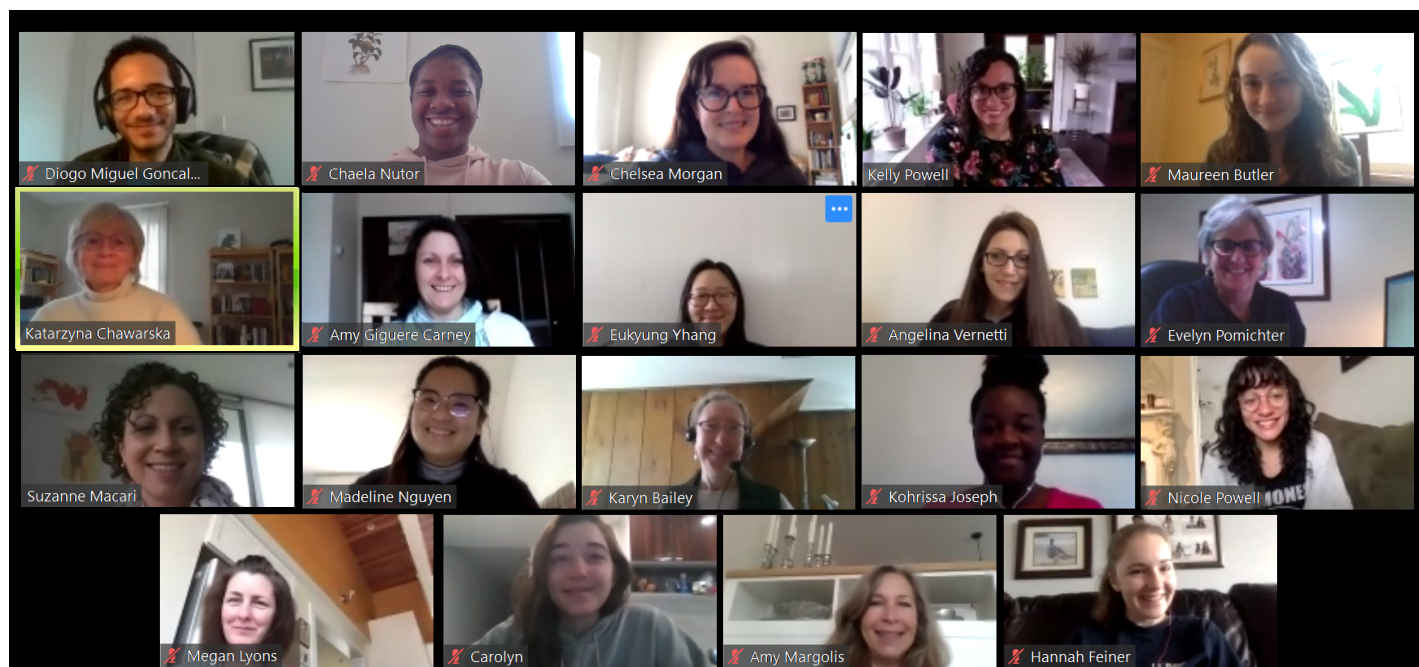 Diogo Miguel Goncal...
Chaela Nutor
Chelsea Morgan
Kelly Powell
Maureen Butler
Katarzyna Chawarska
Amy Giguere Carney
Eukyung Yhang
Angelina Vernetti
Evelyn Pomichter
Suzanne Macari
Madeline Nguyen
Karyn Bailey
Kohrissa Joseph
Nicole Powell
Megan Lyons
Carolyn
Amy Margolis
Hannah Feiner